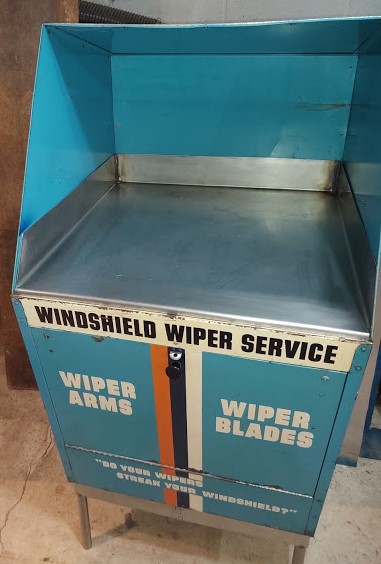 WINDSHIELD WIPER SERVICE
WIPER
ARMS
WIPER
BLADES
"DO YOUR WIPERS
STREAK YOUR WINDSHIELD?"